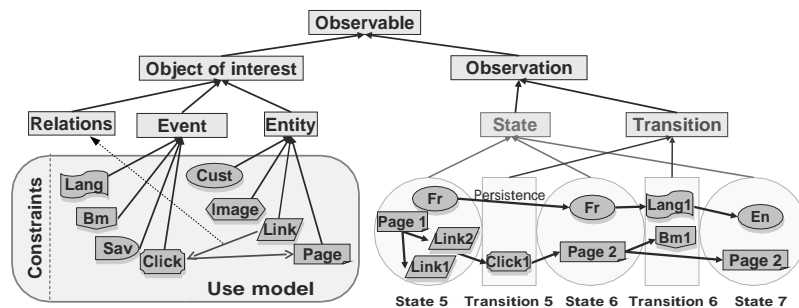 Observable
Object of interest
Observation
Relations
Event
Entity
State
Transition
Constraints
Lang
Cust
Bm
Image
Sav
Link
Click
Page
Use model
Fr
Persistence
Fr
Lang1
En
Page 1
Link2
Link1
Click1
Page 2
Bm1
Page 2
State 5
Transition 5
State 6
Transition 6
State 7